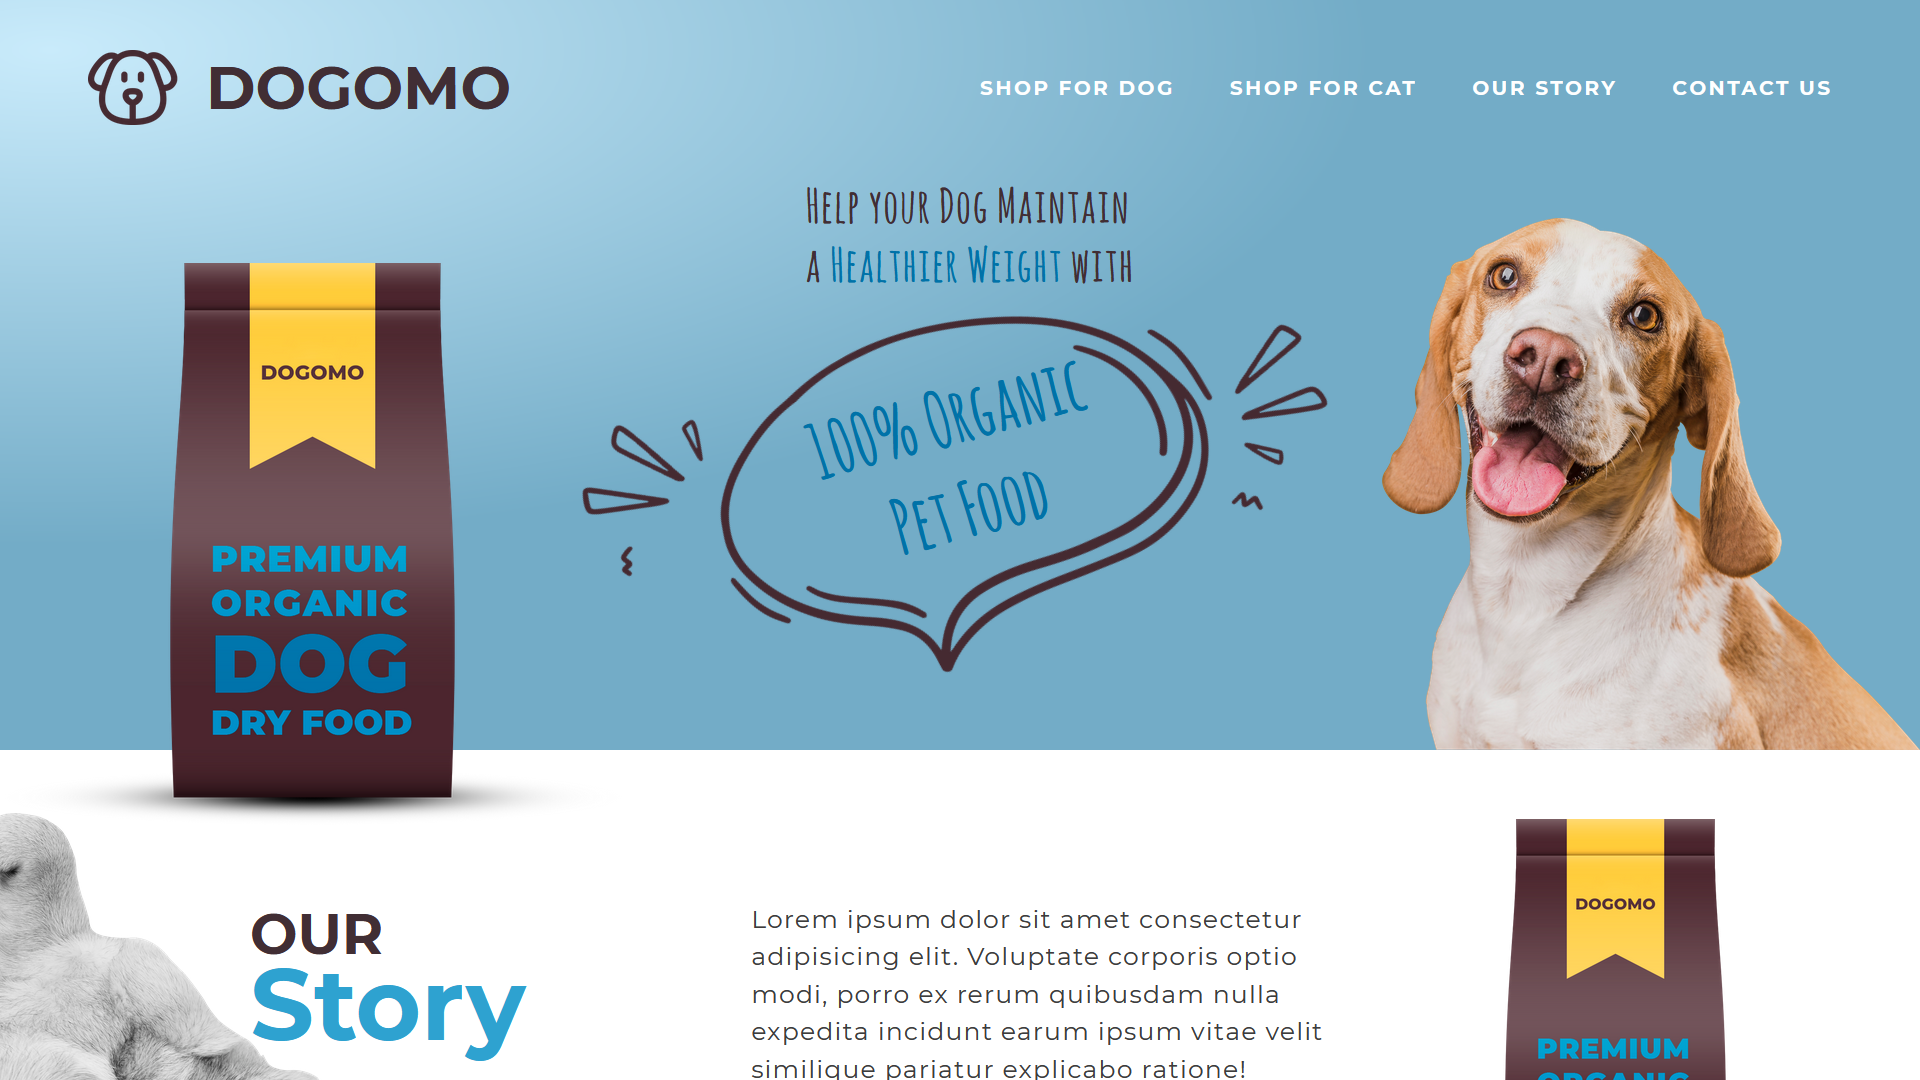 DOGOMO
SHOP FOR DOG
SHOP FOR CAT
OUR STORY
CONTACT US
Help your Dog Maintain
a Healthier Weight with
100% Organic
Pet Food
DOGOMO
PREMIUM
ORGANIC
DOG
DRY FOOD
OUR
Story
Lorem ipsum dolor sit amet consectetur
adipisicing elit. Voluptate corporis optio
modi, porro ex rerum quibusdam nulla
expedita incidunt earum ipsum vitae velit
similique pariatur explicabo ratione!
DOGOMO
PREMIUM
ORGANIC